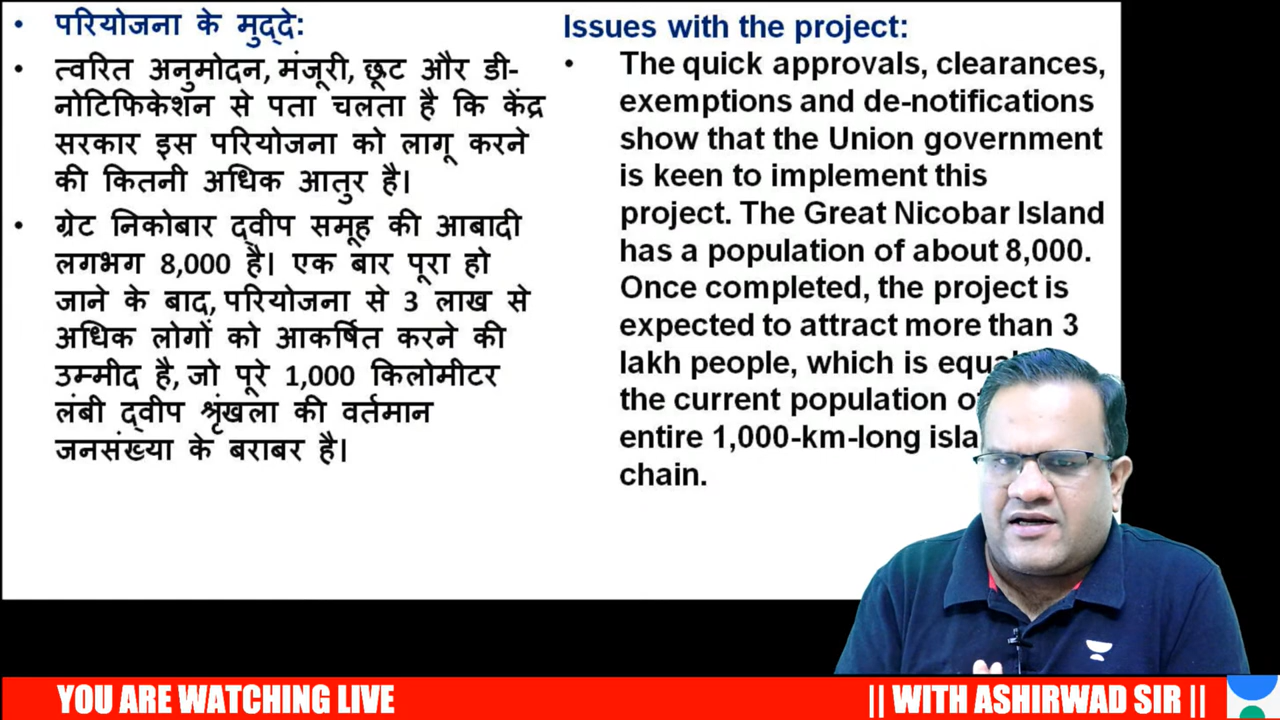 • परियोजना के मुद्दे:
• त्वरित अनुमोदन, मंजूरी, छूट और डी-
नोटिफिकेशन से पता चलता है कि केंद्र
सरकार इस परियोजना को लागू करने
की कितनी अधिक आतुर है।
• ग्रेट निकोबार द्वीप समूह की आबादी
लगभग 8,000 है। एक बार पूरा हो
जाने के बाद, परियोजना से 3 लाख से
अधिक लोगों को आकर्षित करने की
उम्मीद है, जो पूरे 1,000 किलोमीटर
लंबी द्वीप श्रृंखला की वर्तमान
जनसंख्या के बराबर है।
Issues with the project:
• The quick approvals, clearances,
exemptions and de-notifications
show that the Union government
is keen to implement this
project. The Great Nicobar Island
has a population of about 8,000.
Once completed, the project is
expected to attract more than 3
lakh people, which is
the current population
entire 1,000-km-long
chain.
YOU ARE WATCHING LIVE
|| WITH ASHIRWAD SIR ||